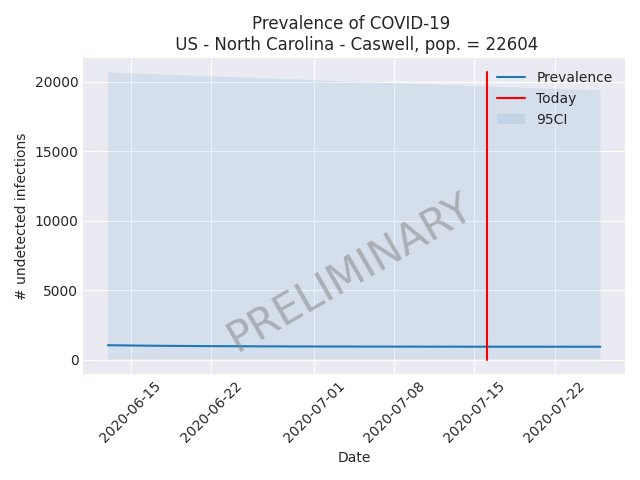 Prevalence of COVID-19
US - North Carolina - Caswell, pop. = 22604
20000
15000
10000
5000
0
# undetected infections
Prevalence
Today
95CI
PRELIMINARY
2020-06-15
2020-06-22
2020-07-01
2020-07-08
2020-07-15
2020-07-22
Date